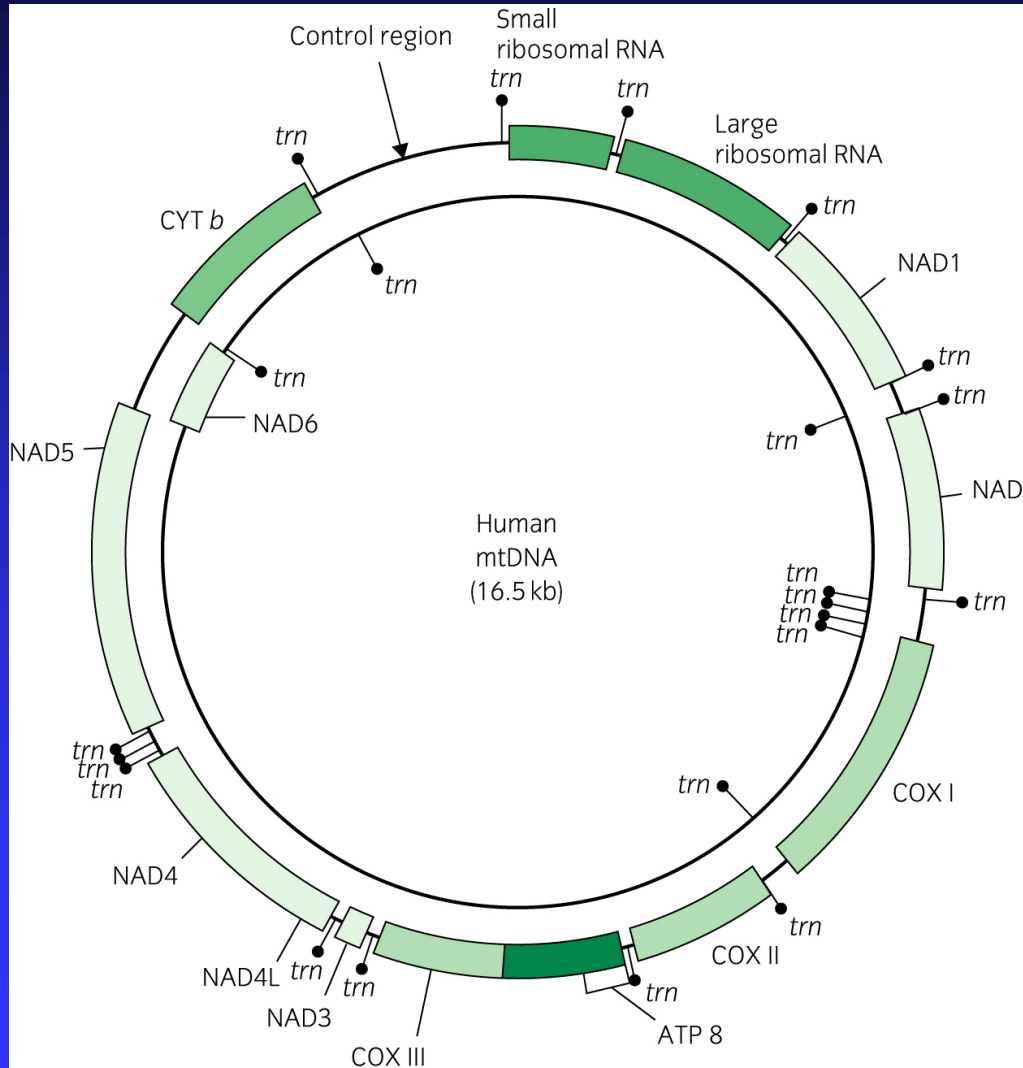 Small
ribosomal RNA
Control region
trn
trn
trn
Large
ribosomal RNA
trn
CYT b
NAD1
trn
trn
trn
trn
NAD6
trn
NAD5
NAD
Human
mtDNA
(16.5 kb)
trn
trn
trn
trn
trn
trn
trn
trn
trn
COX I
NAD4
trn
COX II
NAD4L
trn
trn
trn
NAD3
ATP 8
COX III